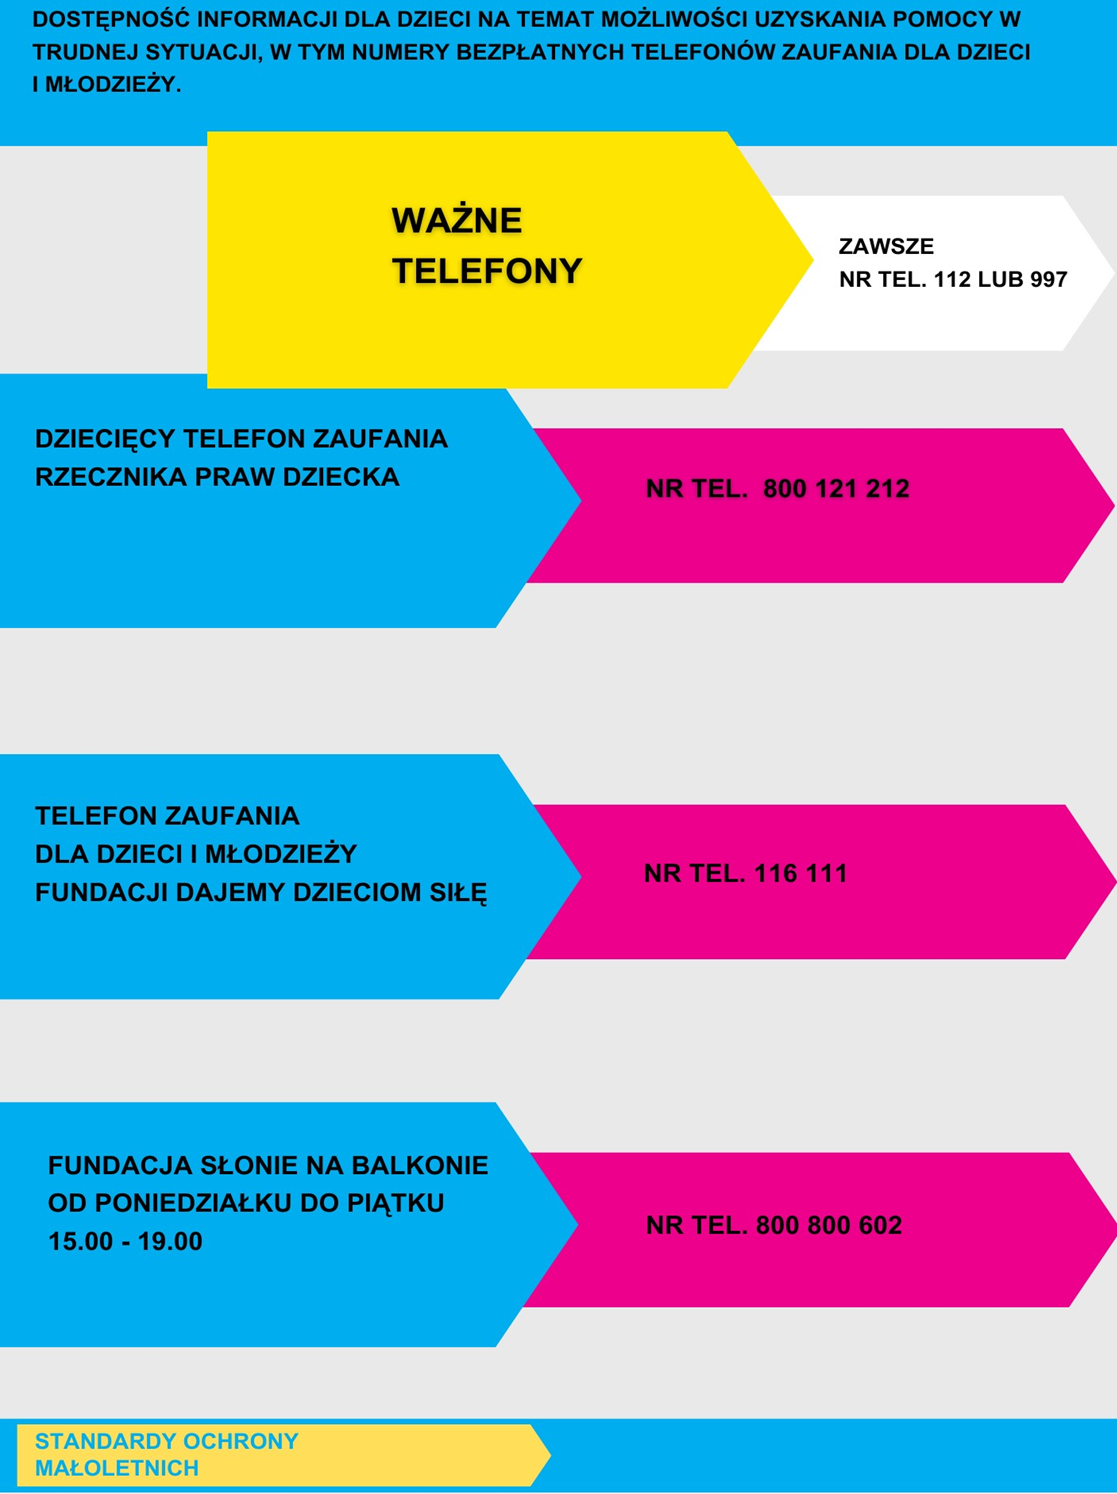 DOSTĘPNOŚĆ INFORMACJI DLA DZIECI NA TEMAT MOŻLIWOŚCI UZYSKANIA POMOCY W
TRUDNEJ SYTUACJI, W TYM NUMERY BEZPŁATNYCH TELEFONÓW ZAUFANIA DLA DZIECI
I MŁODZIEŻY.
WAŻNE
TELEFONY
ZAWSZE
NR TEL. 112 LUB 997
DZIECIĘCY TELEFON ZAUFANIA
RZECZNIKA PRAW DZIECKA
NR TEL. 800 121 212
TELEFON ZAUFANIA
DLA DZIECI I MŁODZIEŻY
FUNDACJI DAJEMY DZIECIOM SIŁĘ
NR TEL. 116 111
FUNDACJA SŁONIE NA BALKONIE
OD PONIEDZIAŁKU DO PIĄTKU
15.00 - 19.00
NR TEL. 800 800 602
STANDARDY OCHRONY
MAŁOLETNICH